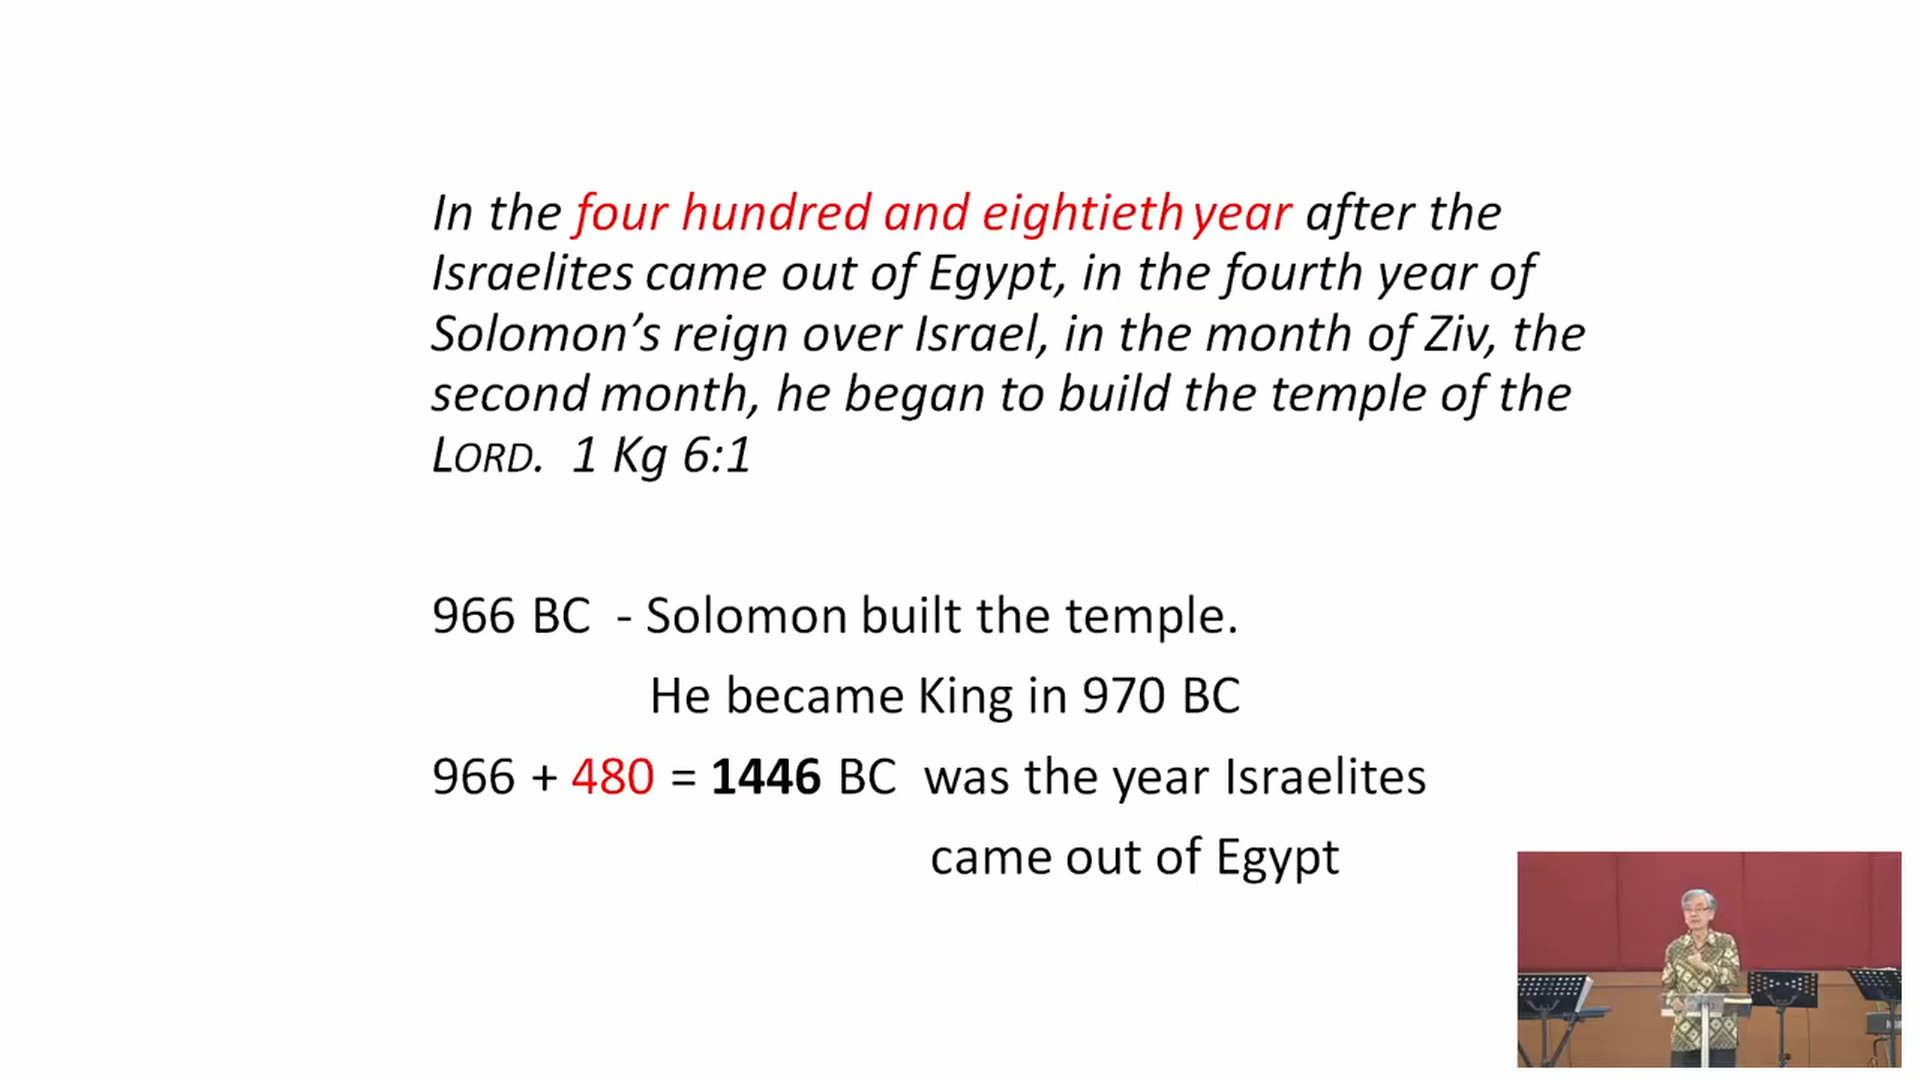 In the four hundred and eightieth year after the
Israelites came out of Egypt, in the fourth year of
Solomon’s reign over Israel, in the month of Ziv, the
second month, he began to build the temple of the
LORD. 1 Kg 6:1
966 BC - Solomon built the temple.
He became King in 970 BC
966 + 480 = 1446 BC was the year Israelites
came out of Egypt